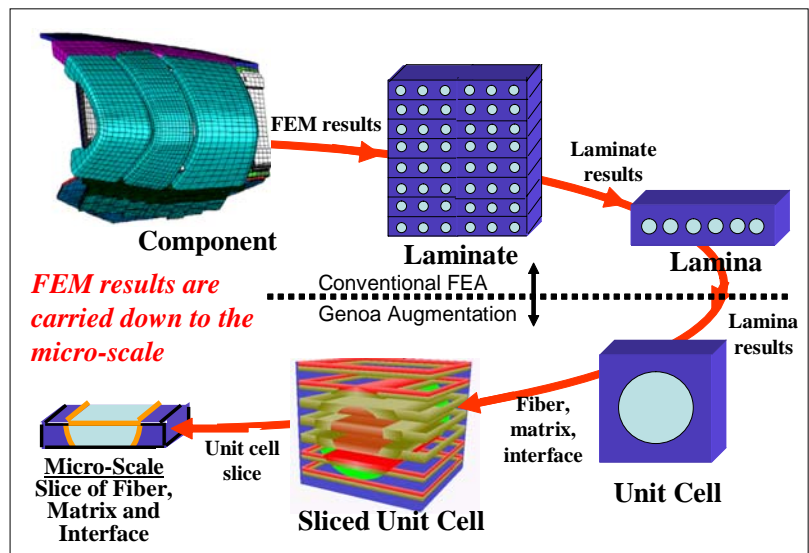 FEM results
Laminate
results
Component
Laminate
Lamina
FEM results are
carried down to the
micro-scale
Conventional FEA
Genoa Augmentation
Lamina
results
Fiber,
matrix,
interface
Unit cell
slice
Micro-Scale
Slice of Fiber,
Matrix and
Interface
Sliced Unit Cell
Unit Cell